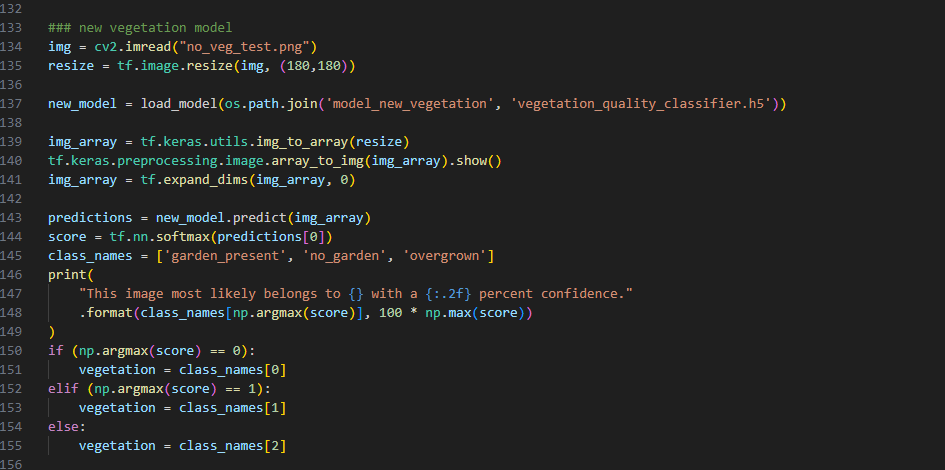 132
133 ### new vegetation model
134 img = cv2.imread("no_veg_test.png")
135 resize = tf.image.resize(img, (180,180))
136
137 new_model = load_model(os.path.join('model_new_vegetation', 'vegetation_quality_classifier.h5'))
138
139 img_array = tf.keras.utils.img_to_array(resize)
140 tf.keras.preprocessing.image.array_to_img(img_array).show()
141 img_array = tf.expand_dims(img_array, 0)
142
143 predictions = new_model.predict(img_array)
144 score = tf.nn.softmax(predictions[0])
145 class_names = ['garden_present', 'no_garden', 'overgrown']
146 print(
147     "This image most likely belongs to {} with a {:.2f} percent confidence."
148     .format(class_names[np.argmax(score)], 100 * np.max(score))
149 )
150 if (np.argmax(score) == 0):
151     vegetation = class_names[0]
152 elif (np.argmax(score) == 1):
153     vegetation = class_names[1]
154 else:
155     vegetation = class_names[2]
156